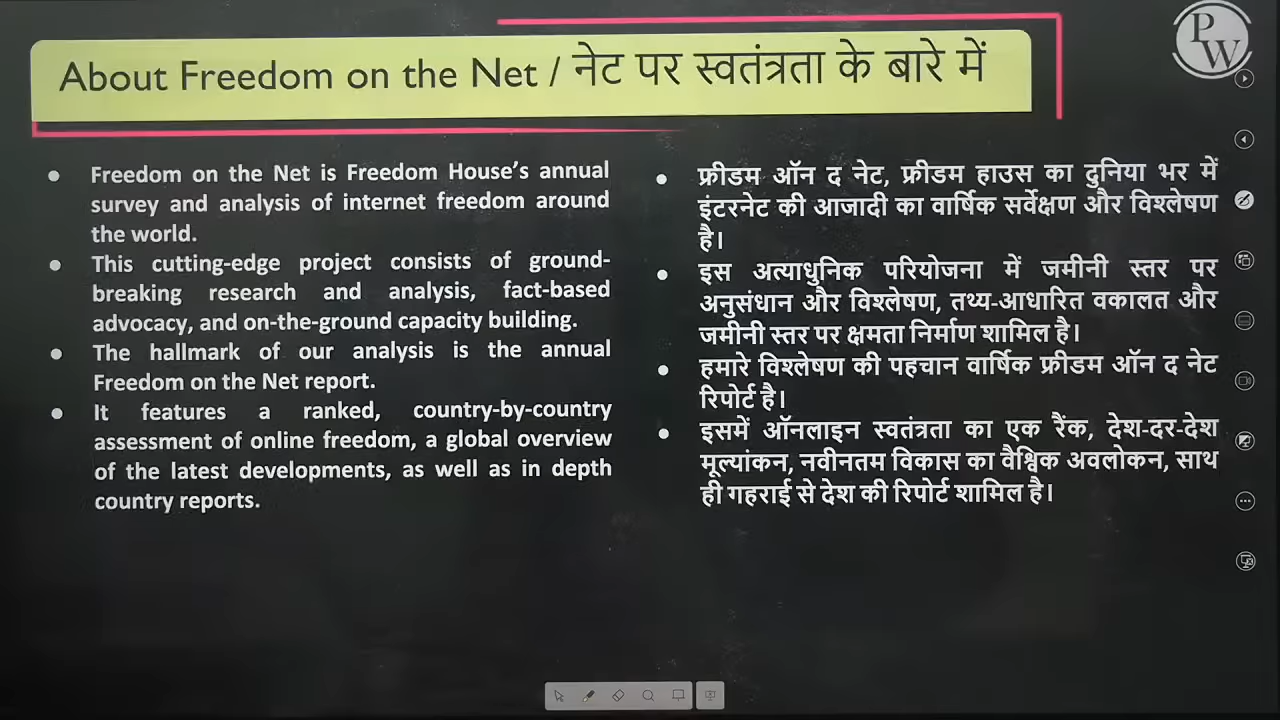 About Freedom on the Net / नेट पर स्वतंत्रता के बारे में
PW
Freedom on the Net is Freedom House’s annual
survey and analysis of internet freedom around
the world.
This cutting-edge project consists of ground-
breaking research and analysis, fact-based
advocacy, and on-the-ground capacity building.
The hallmark of our analysis is the annual
Freedom on the Net report.
It features a ranked, country-by-country
assessment of online freedom, a global overview
of the latest developments, as well as in depth
country reports.
फ्रीडम ऑन द नेट, फ्रीडम हाउस का दुनिया भर में
इंटरनेट की आजादी का वार्षिक सर्वेक्षण और विश्लेषण
है।
इस अत्याधुनिक परियोजना में जमीनी स्तर पर
अनुसंधान और विश्लेषण, तथ्य-आधारित वकालत और
जमीनी स्तर पर क्षमता निर्माण शामिल है।
हमारे विश्लेषण की पहचान वार्षिक फ्रीडम ऑन द नेट
रिपोर्ट है।
इसमें ऑनलाइन स्वतंत्रता का एक रैंक, देश-दर-देश
मूल्यांकन, नवीनतम विकास का वैश्विक अवलोकन, साथ
ही गहराई से देश की रिपोर्ट शामिल है।